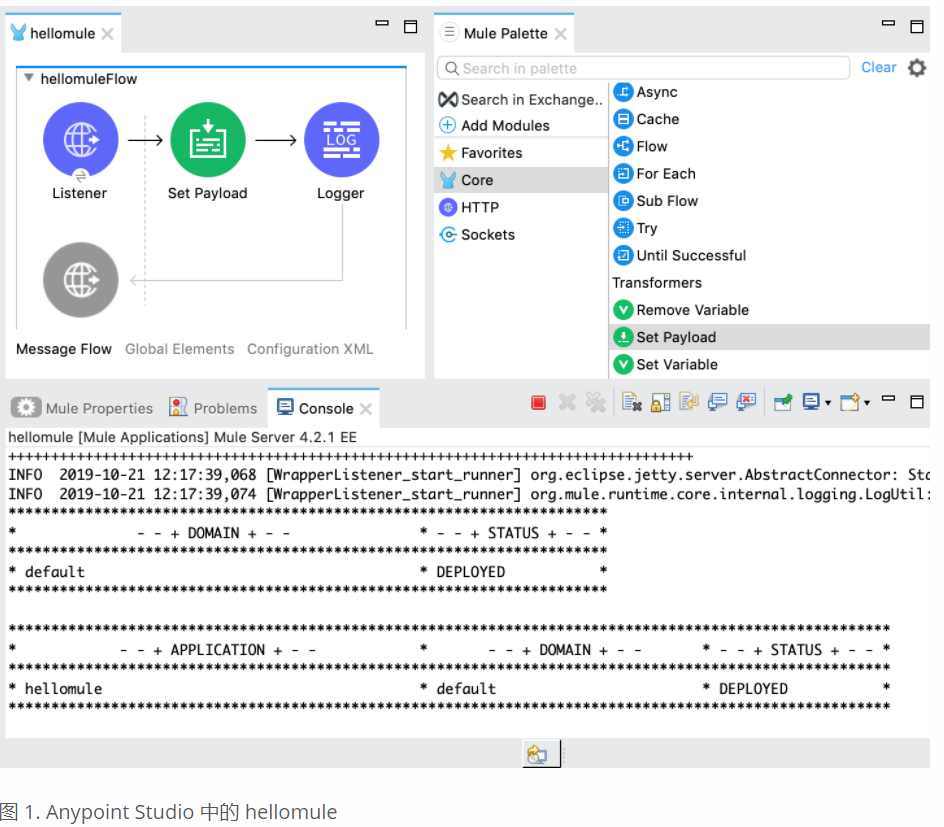 hellomule
Mule Palette
hellomuleFlow
Listener
Set Payload
LOG
Logger
Message Flow Global Elements Configuration XML
Search in palette Clear
Search in Exchange..
Add Modules
Favorites
Core
HTTP
Sockets
Async
Cache
Flow
For Each
Sub Flow
Try
Until Successful
Transformers
Remove Variable
Set Payload
Set Variable
Mule Properties Problems Console
hellomule [Mule Applications] Mule Server 4.2.1 EE
++++++++++++++++++++++++++++++++++++++++++++++++++++++++++++++++++++++++++++++++++++++++++
INFO 2019-10-21 12:17:39,068 [WrapperListener_start_runner] org.eclipse.jetty.server.AbstractConnector: Sta
INFO 2019-10-21 12:17:39,074 [WrapperListener_start_runner] org.mule.runtime.core.internal.logging.LogUtil:
*******************************************************************************
* - - + DOMAIN + - - * - - + STATUS + - - *
*******************************************************************************
* default * DEPLOYED *
*******************************************************************************
*******************************************************************************************************************
* - - + APPLICATION + - - * - - + DOMAIN + - - * - - + STATUS + - - *
*******************************************************************************************************************
* hellomule * default * DEPLOYED *
*******************************************************************************************************************
图 1. Anypoint Studio 中的 hellomule